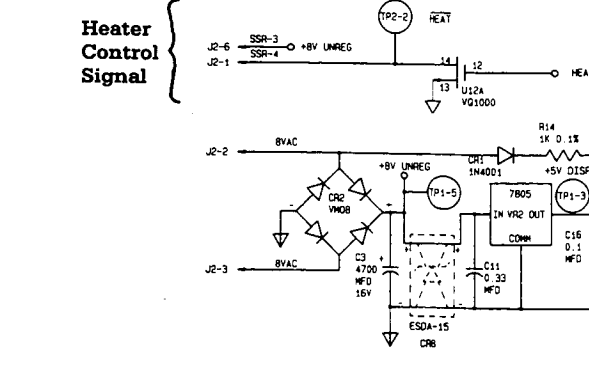 Heater
Control
Signal
TP2-2
HEAT
J2-6
SSR-3
+8V UNREG
J2-1
SSR-4
14
12
13
HEA
U12A
VQ1000
J2-2
8VAC
CR1
1N4001
R14
1K 0.1%
+5V DISP
+8V UNREG
TP1-5
TP1-3
CR2
VM08
7805
IN VR2 OUT
COMM
C16
0.1
MFD
J2-3
8VAC
C3
4700
MFD
16V
C11
0.33
MFD
ESDA-15
CR8